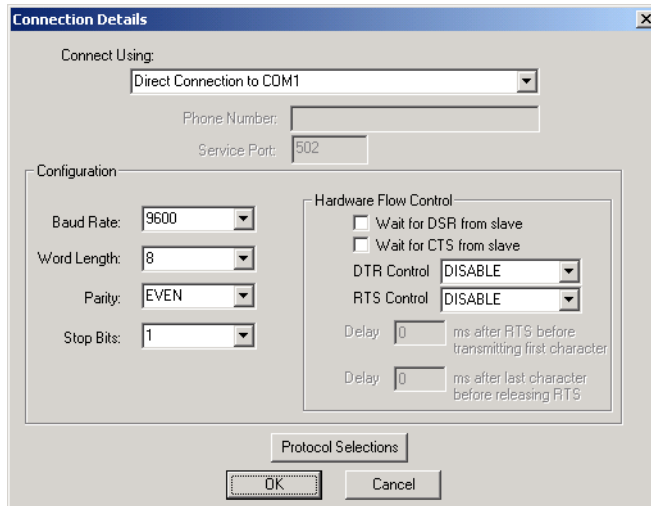 Connection Details
Connect Using:
Direct Connection to COM1
Phone Number:
Service Port: 502
Configuration
Baud Rate: 9600
Word Length: 8
Parity: EVEN
Stop Bits: 1
Hardware Flow Control
Wait for DSR from slave
Wait for CTS from slave
DTR Control DISABLE
RTS Control DISABLE
Delay 0 ms after RTS before
transmitting first character
Delay 0 ms after last character
before releasing RTS
Protocol Selections
OK Cancel